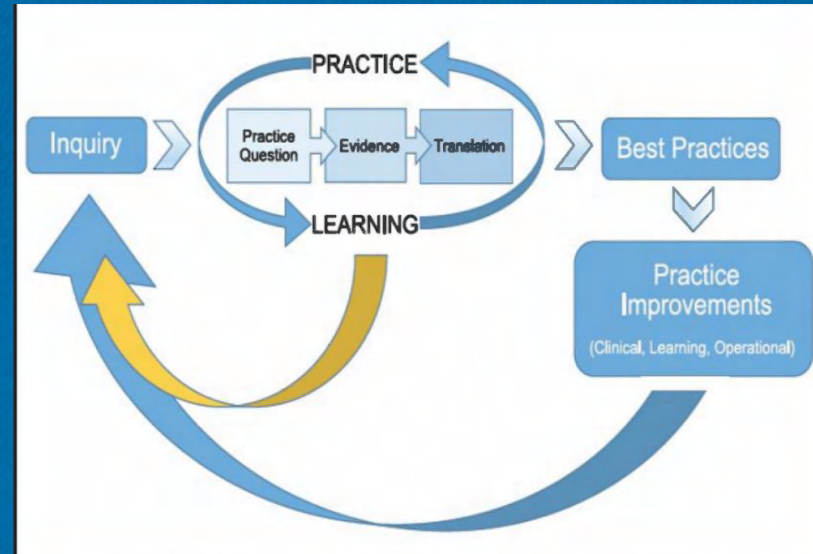 PRACTICE
Inquiry
Practice
Question
Evidence
Translation
LEARNING
Best Practices
Practice
Improvements
(Clinical, Learning, Operational)